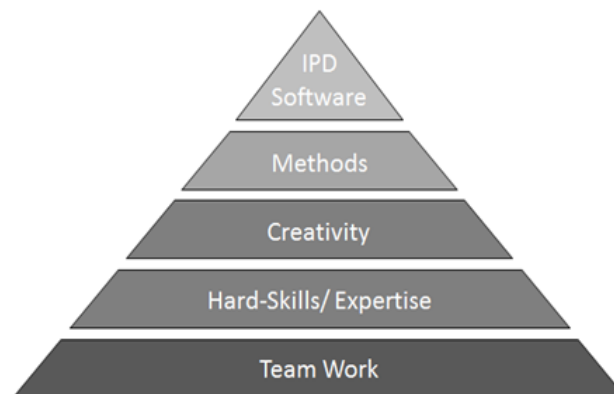 IPD
Software
Methods
Creativity
Hard-Skills/ Expertise
Team Work